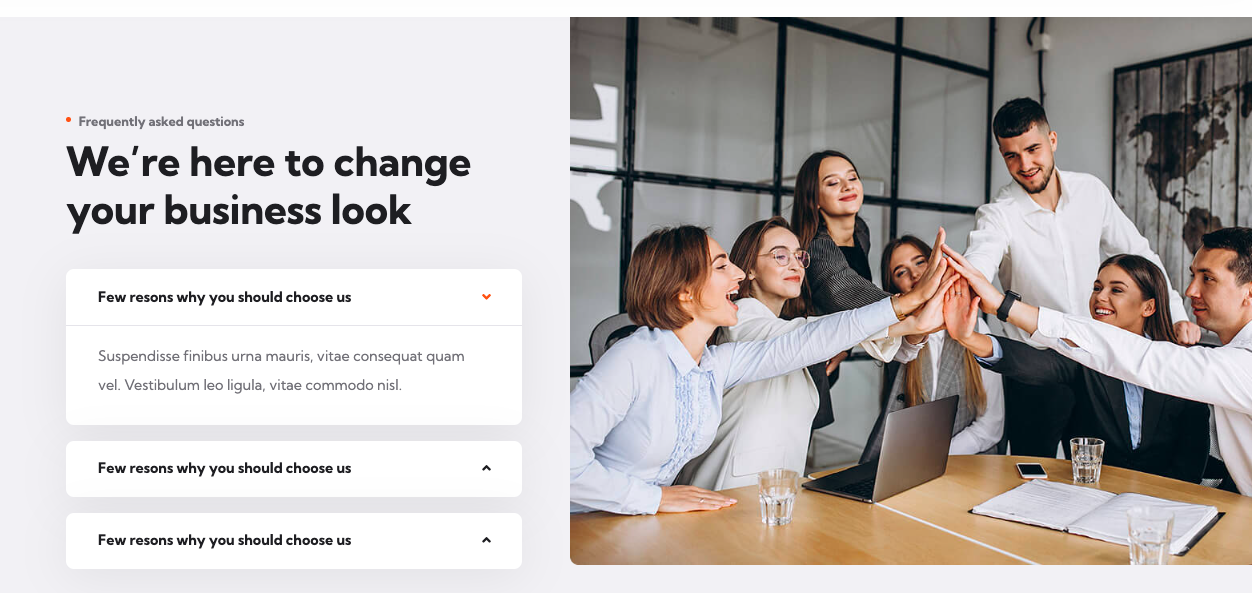 Frequently asked questions
We’re here to change
your business look
Few resons why you should choose us
Suspendisse finibus urna mauris, vitae consequat quam
vel. Vestibulum leo ligula, vitae commodo nisl.
Few resons why you should choose us
Few resons why you should choose us